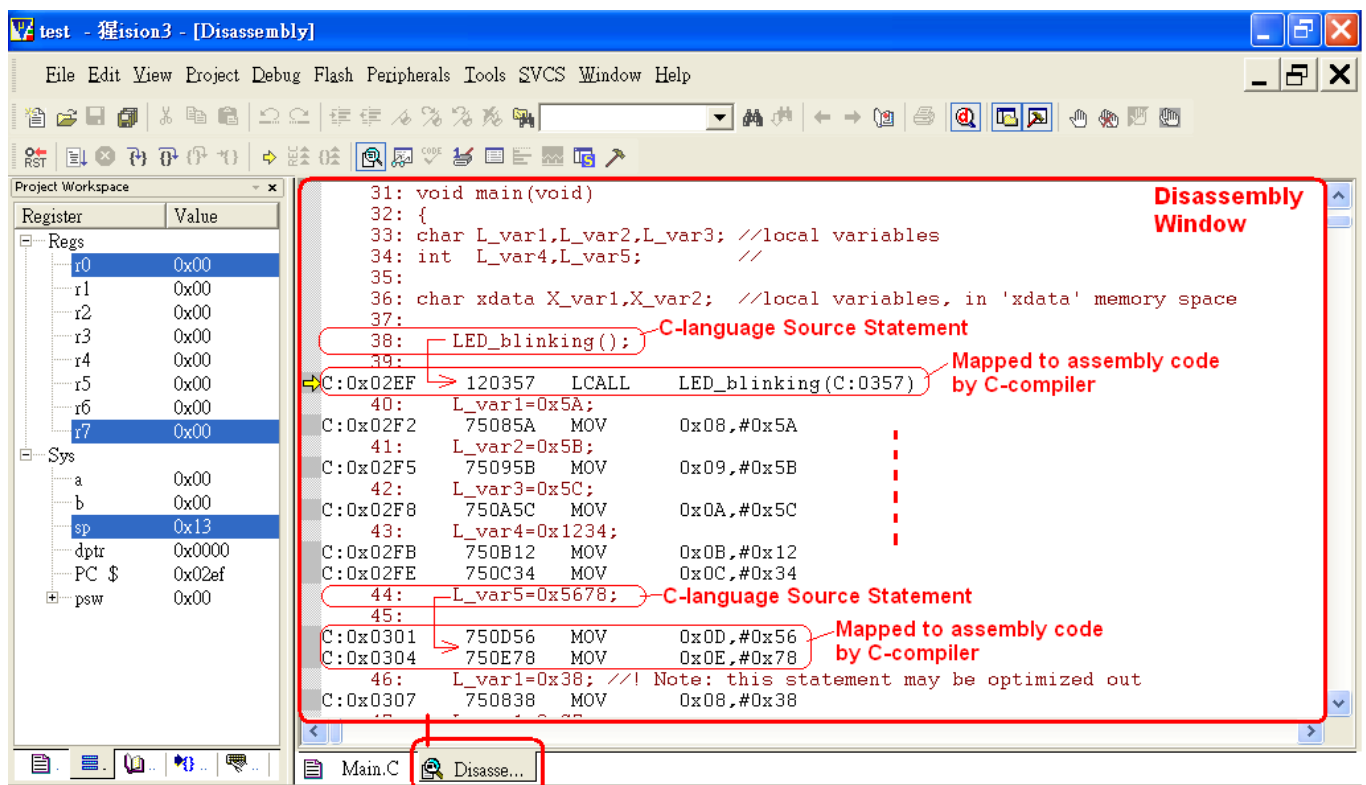 test - 猩ision3 - [Disassembly]
File Edit View Project Debug Flash Peripherals Tools SVCS Window Help
RST
CODE
Project Workspace
Register Value
Regs
r0 0x00
r1 0x00
r2 0x00
r3 0x00
r4 0x00
r5 0x00
r6 0x00
r7 0x00
Sys
a 0x00
b 0x00
sp 0x13
dptr 0x0000
PC $ 0x02ef
psw 0x00
Disassembly
Window
31: void main(void)
32: {
33: char L_var1,L_var2,L_var3; //local variables
34: int  L_var4,L_var5;        //
35:
36: char xdata X_var1,X_var2;  //local variables, in 'xdata' memory space
37:
38: LED_blinking();
C-language Source Statement
39:
C:0x02EF 120357 LCALL LED_blinking(C:0357)
Mapped to assembly code
by C-compiler
40: L_var1=0x5A;
C:0x02F2 75085A MOV 0x08,#0x5A
41: L_var2=0x5B;
C:0x02F5 75095B MOV 0x09,#0x5B
42: L_var3=0x5C;
C:0x02F8 750A5C MOV 0x0A,#0x5C
43: L_var4=0x1234;
C:0x02FB 750B12 MOV 0x0B,#0x12
C:0x02FE 750C34 MOV 0x0C,#0x34
44: L_var5=0x5678;
C-language Source Statement
45:
C:0x0301 750D56 MOV 0x0D,#0x56
C:0x0304 750E78 MOV 0x0E,#0x78
Mapped to assembly code
by C-compiler
46: L_var1=0x38; //! Note: this statement may be optimized out
C:0x0307 750838 MOV 0x08,#0x38
Main.C
Disasse...